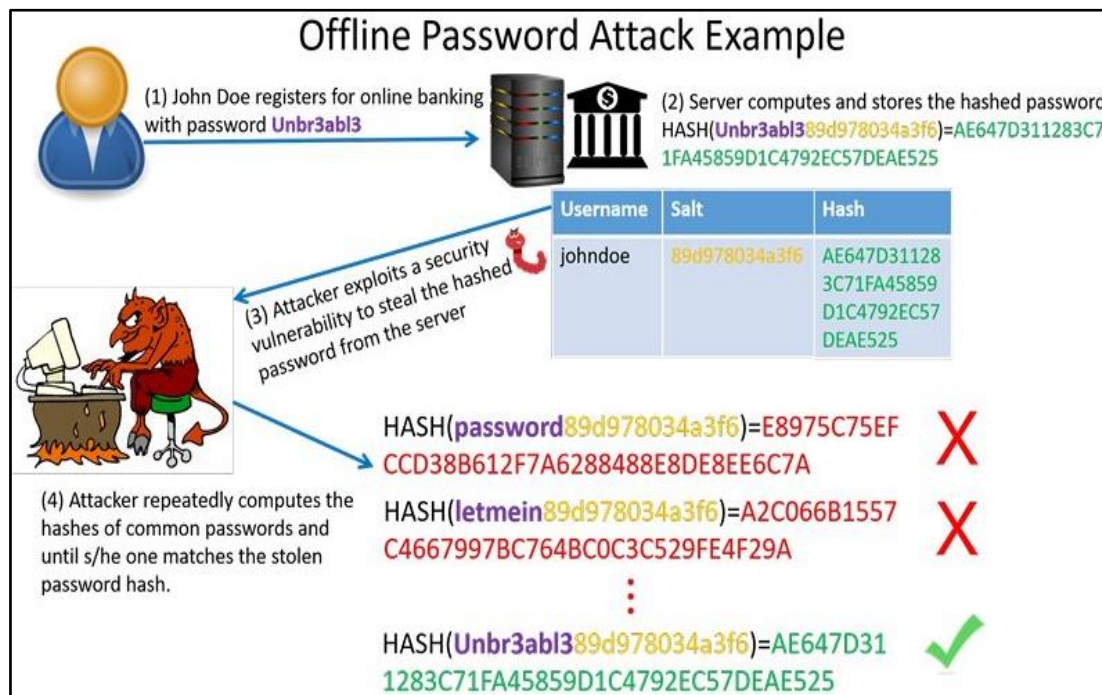 Offline Password Attack Example
(1) John Doe registers for online banking
with password Unbr3abl3
$
(2) Server computes and stores the hashed password
HASH(Unbr3abl389d978034a3f6)=AE647D311283C7
1FA45859D1C4792EC57DEAE525
Username Salt Hash
johndoe 89d978034a3f6 AE647D31128
3C71FA45859
D1C4792EC57
DEAE525
(3) Attacker exploits a security
vulnerability to steal the hashed
password from the server
(4) Attacker repeatedly computes the
hashes of common passwords and
until s/he one matches the stolen
password hash.
HASH(password89d978034a3f6)=E8975C75EF
CCD38B612F7A6288488E8DE8EE6C7A
HASH(letmein89d978034a3f6)=A2C066B1557
C4667997BC764BC0C3C529FE4F29A
HASH(Unbr3abl389d978034a3f6)=AE647D31
1283C71FA45859D1C4792EC57DEAE525